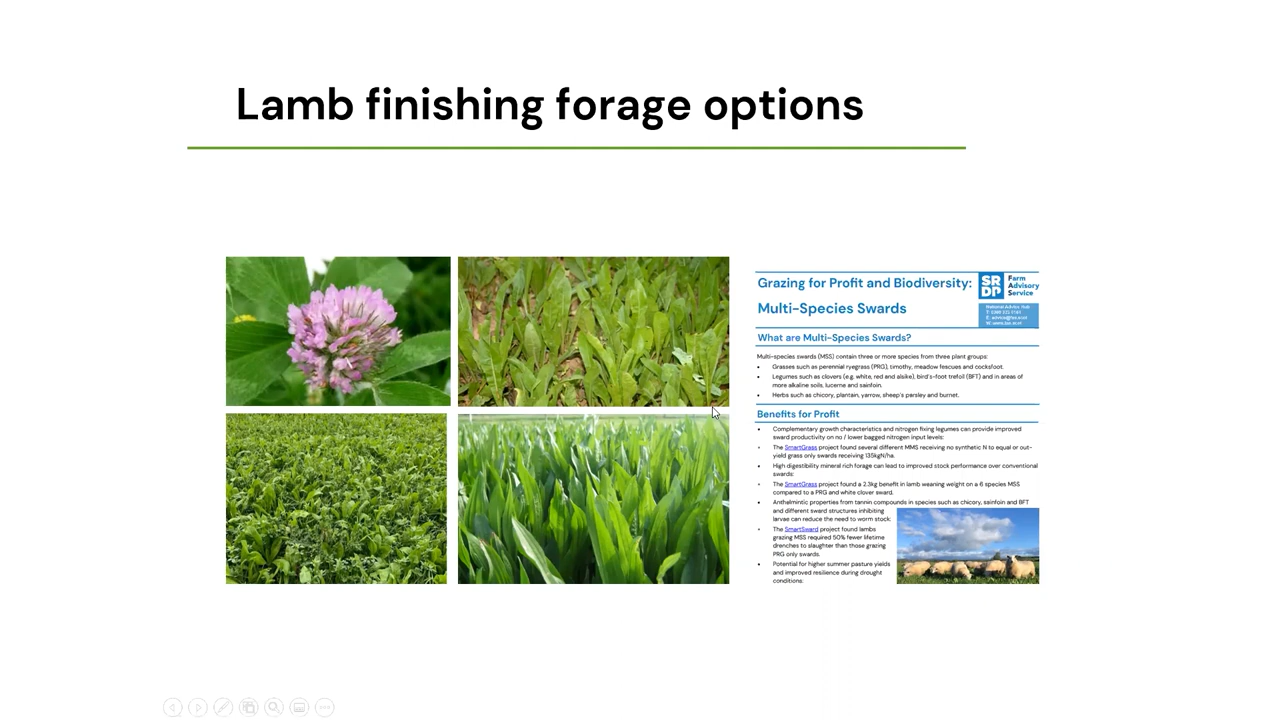 Lamb finishing forage options
Grazing for Profit and Biodiversity:
Multi-Species Swards
SR
DP
Farm
Advisory
Service
National Advice Hub
What are Multi-Species Swards?
Multi-species swards (MSS) contain three or more species from three plant groups:
• Grasses such as perennial ryegrass (PRG), timothy, meadow fescues and cocksfoot.
• Legumes such as clovers (e.g. white, red and alsike), bird's-foot trefoil (BFT) and in areas of
more alkaline soils, lucerne and sainfoin.
• Herbs such as chicory, plantain, yarrow, sheep's parsley and burnet.
Benefits for Profit
• Complementary growth characteristics and nitrogen fixing legumes can provide improved
sward productivity on no / lower bagged nitrogen input levels:
• The SmartGrass project found several different MMS receiving no synthetic N to equal or out-
yield grass only swards receiving 135kgN/ha.
• High digestibility mineral rich forage can lead to improved stock performance over conventional
swards:
• The SmartGrass project found a 2.3kg benefit in lamb weaning weight on a 6 species MSS
compared to a PRG and white clover sward.
• Anthelmintic properties from tannin compounds in species such as chicory, sainfoin and BFT
and different sward structures inhibiting
larvae can reduce the need to worm stock:
• The SmartSward project found lambs
grazing MSS required 50% fewer lifetime
drenches to slaughter than those grazing
PRG only swards.
• Potential for higher summer pasture yields
and improved resilience during drought
conditions.